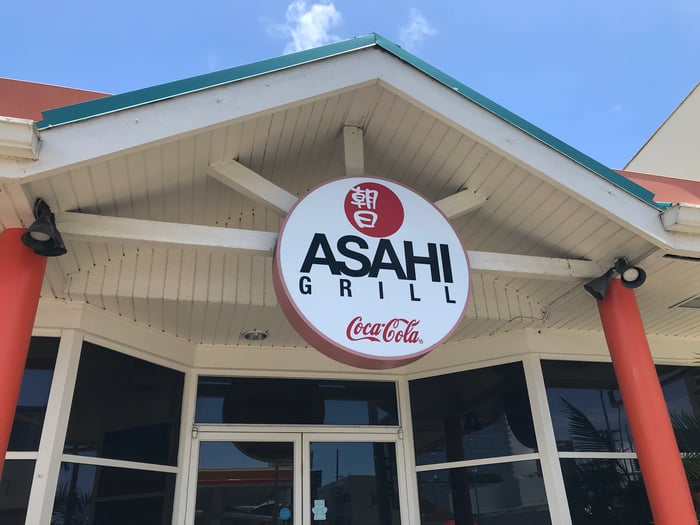 朝
日
ASAHI
GRILL
Coca-Cola